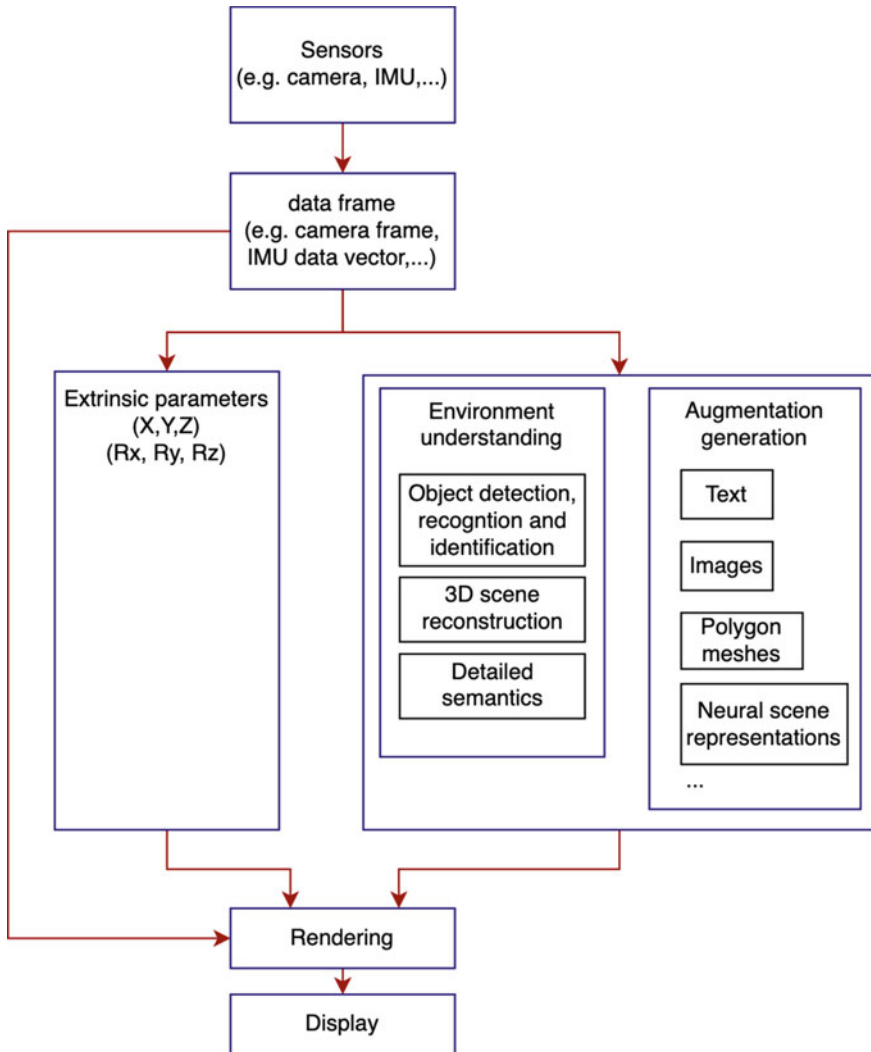 Sensors
(e.g. camera, IMU,...)
data frame
(e.g. camera frame,
IMU data vector,...)
Extrinsic parameters
(X,Y,Z)
(Rx, Ry, Rz)
Environment
understanding
Object detection,
recogntion and
identification
3D scene
reconstruction
Detailed
semantics
Augmentation
generation
Text
Images
Polygon
meshes
Neural scene
representations
...
Rendering
Display